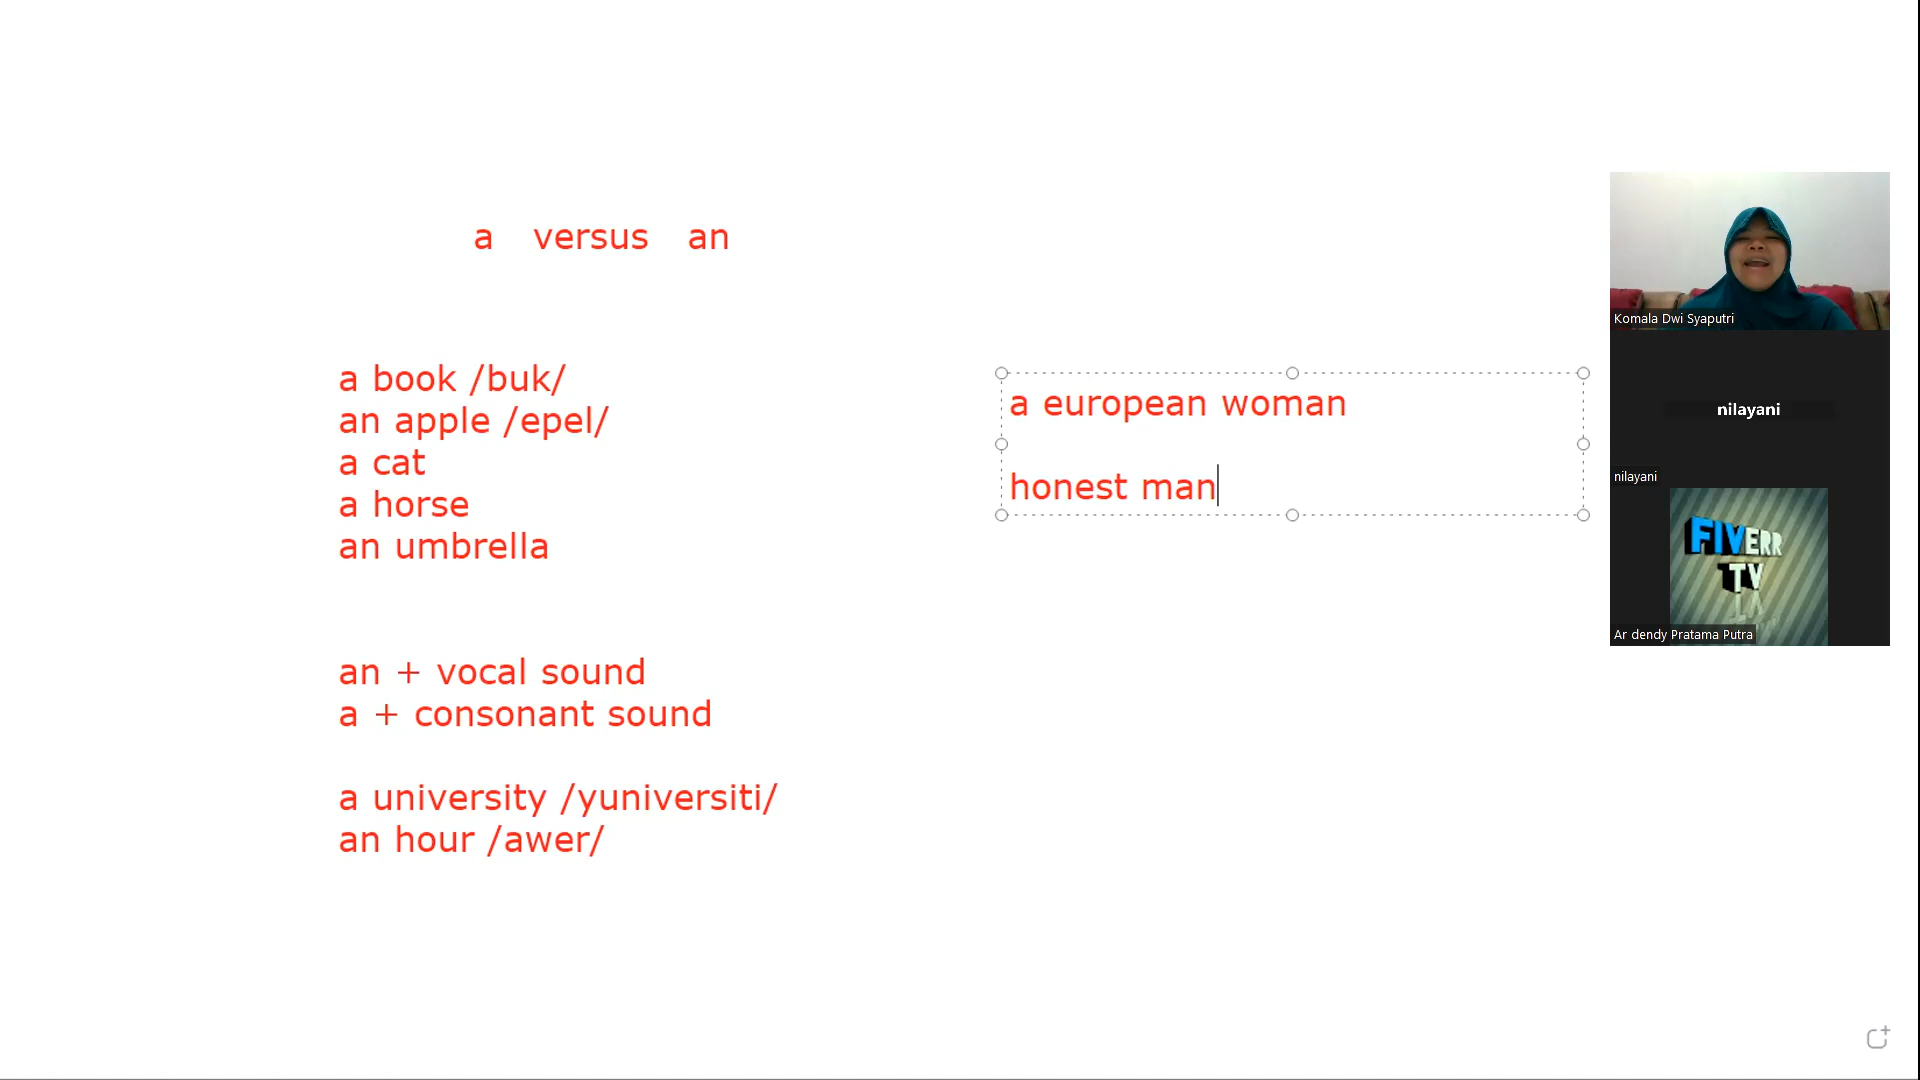 a versus an
a book /buk/
an apple /epel/
a cat
a horse
an umbrella
an + vocal sound
a + consonant sound
a university /yuniversiti/
an hour /awer/
a european woman
honest man
Komala Dwi Syaputri
nilayani
nilayani
FIVERR
TV
Ar dendy Pratama Putra